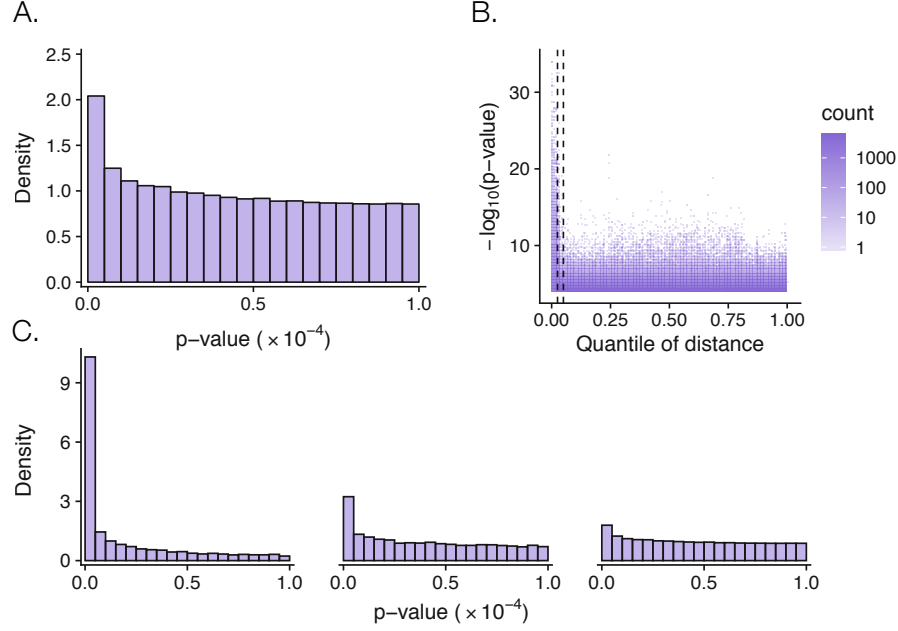 A.
B.
2.5
2.0
1.5
1.0
0.5
0.0
Density
0.0 0.5 1.0
p−value (×10−4)
30
20
10
−log10(p−value)
0.00 0.25 0.50 0.75 1.00
Quantile of distance
count
1000
100
10
1
C.
9
6
3
0
Density
0.0 0.5 1.0
0.0 0.5 1.0
0.0 0.5 1.0
p−value (×10−4)